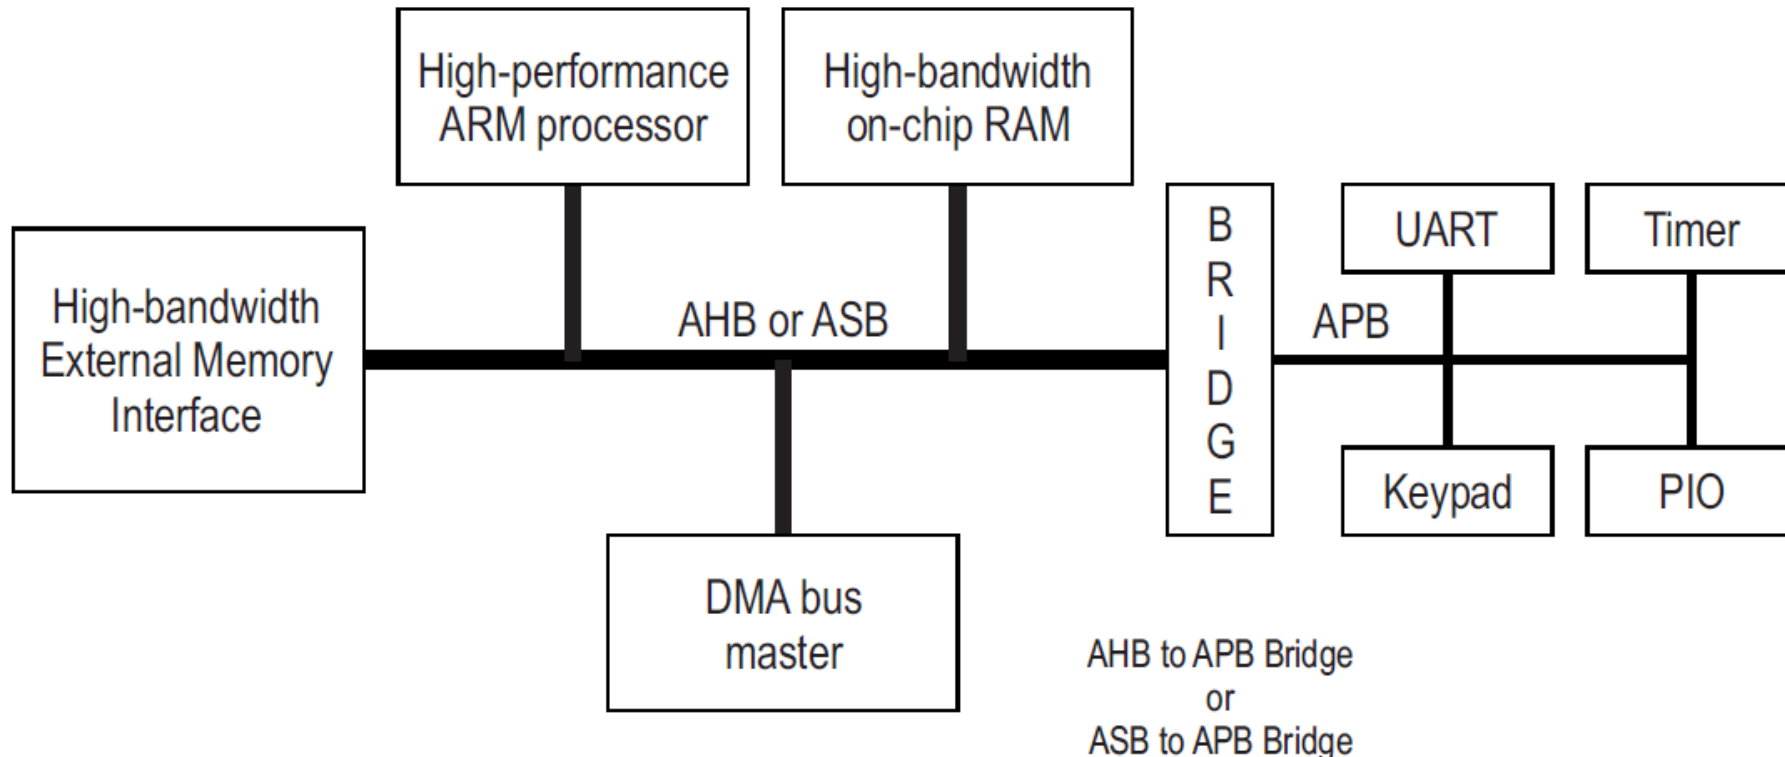 High-performance
ARM processor
High-bandwidth
on-chip RAM
High-bandwidth
External Memory
Interface
AHB or ASB
B
R
I
D
G
E
APB
UART
Timer
Keypad
PIO
DMA bus
master
AHB to APB Bridge
or
ASB to APB Bridge